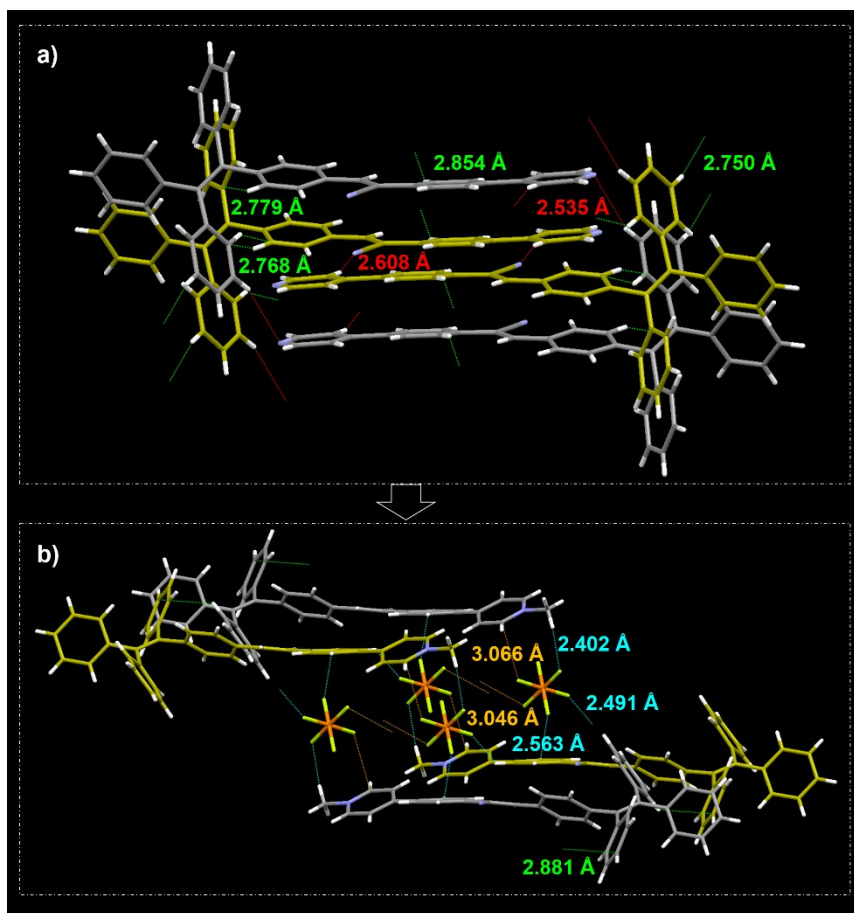 a)
2.854 Å
2.750 Å
2.779 Å
2.535 Å
2.768 Å
2.608 Å
b)
2.402 Å
3.066 Å
2.491 Å
3.046 Å
2.563 Å
2.881 Å